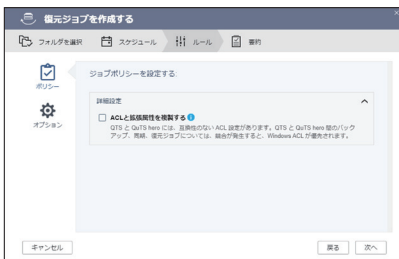 復元ジョブを作成する
フォルダを選択 スケジュール ルール 要約
ポリシー
オプション
ジョブポリシーを設定する:
詳細設定
ACLと拡張属性を複製する
QTS と QuTS hero には、互換性のない ACL 設定があります。QTS と QuTS hero 間のバック
アップ、同期、復元ジョブについては、競合が発生すると、Windows ACL が優先されます。
キャンセル 戻る 次へ